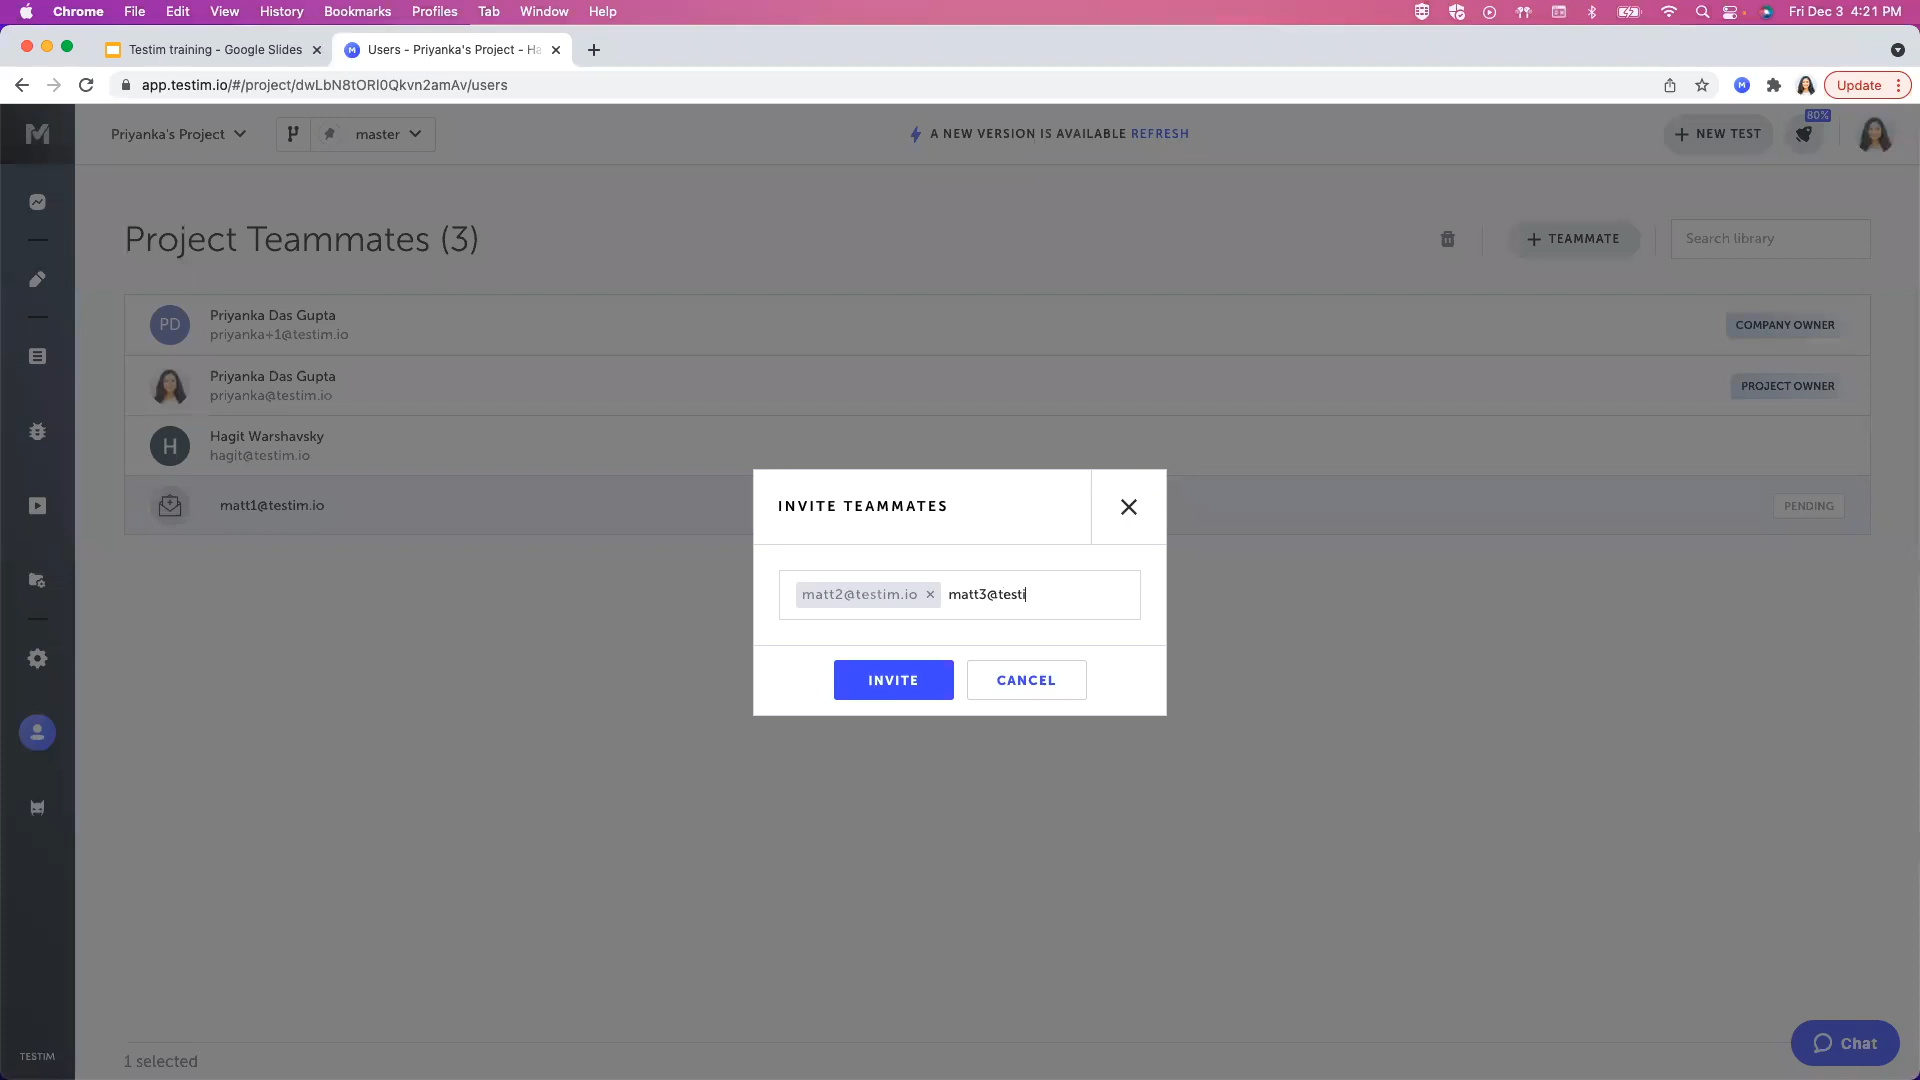 Chrome File Edit View History Bookmarks Profiles Tab Window Help Fri Dec 3 4:21 PM
Testim training - Google Slides Users - Priyanka's Project - Ha
app.testim.io/#/project/dwLbN8tORl0Qkvn2amAv/users Update
Priyanka's Project master A NEW VERSION IS AVAILABLE REFRESH NEW TEST 80%
Project Teammates (3) TEAMMATE Search library
PD Priyanka Das Gupta
priyanka+1@testim.io COMPANY OWNER
Priyanka Das Gupta
priyanka@testim.io PROJECT OWNER
H Hagit Warshavsky
hagit@testim.io
matt1@testim.io PENDING
INVITE TEAMMATES
matt2@testim.io matt3@testi
INVITE CANCEL
Chat
TESTIM 1 selected